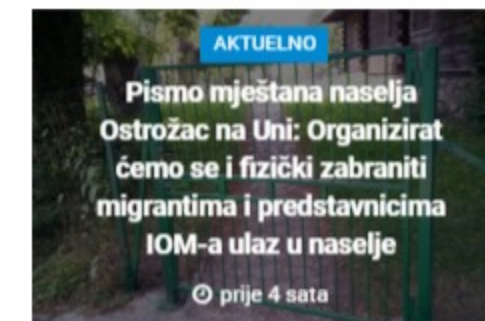 AKTUELNO
Pismo mještana naselja
Ostrožac na Uni: Organizirat
ćemo se i fizički zabraniti
migrantima i predstavnicima
IOM-a ulaz u naselje
prije 4 sata